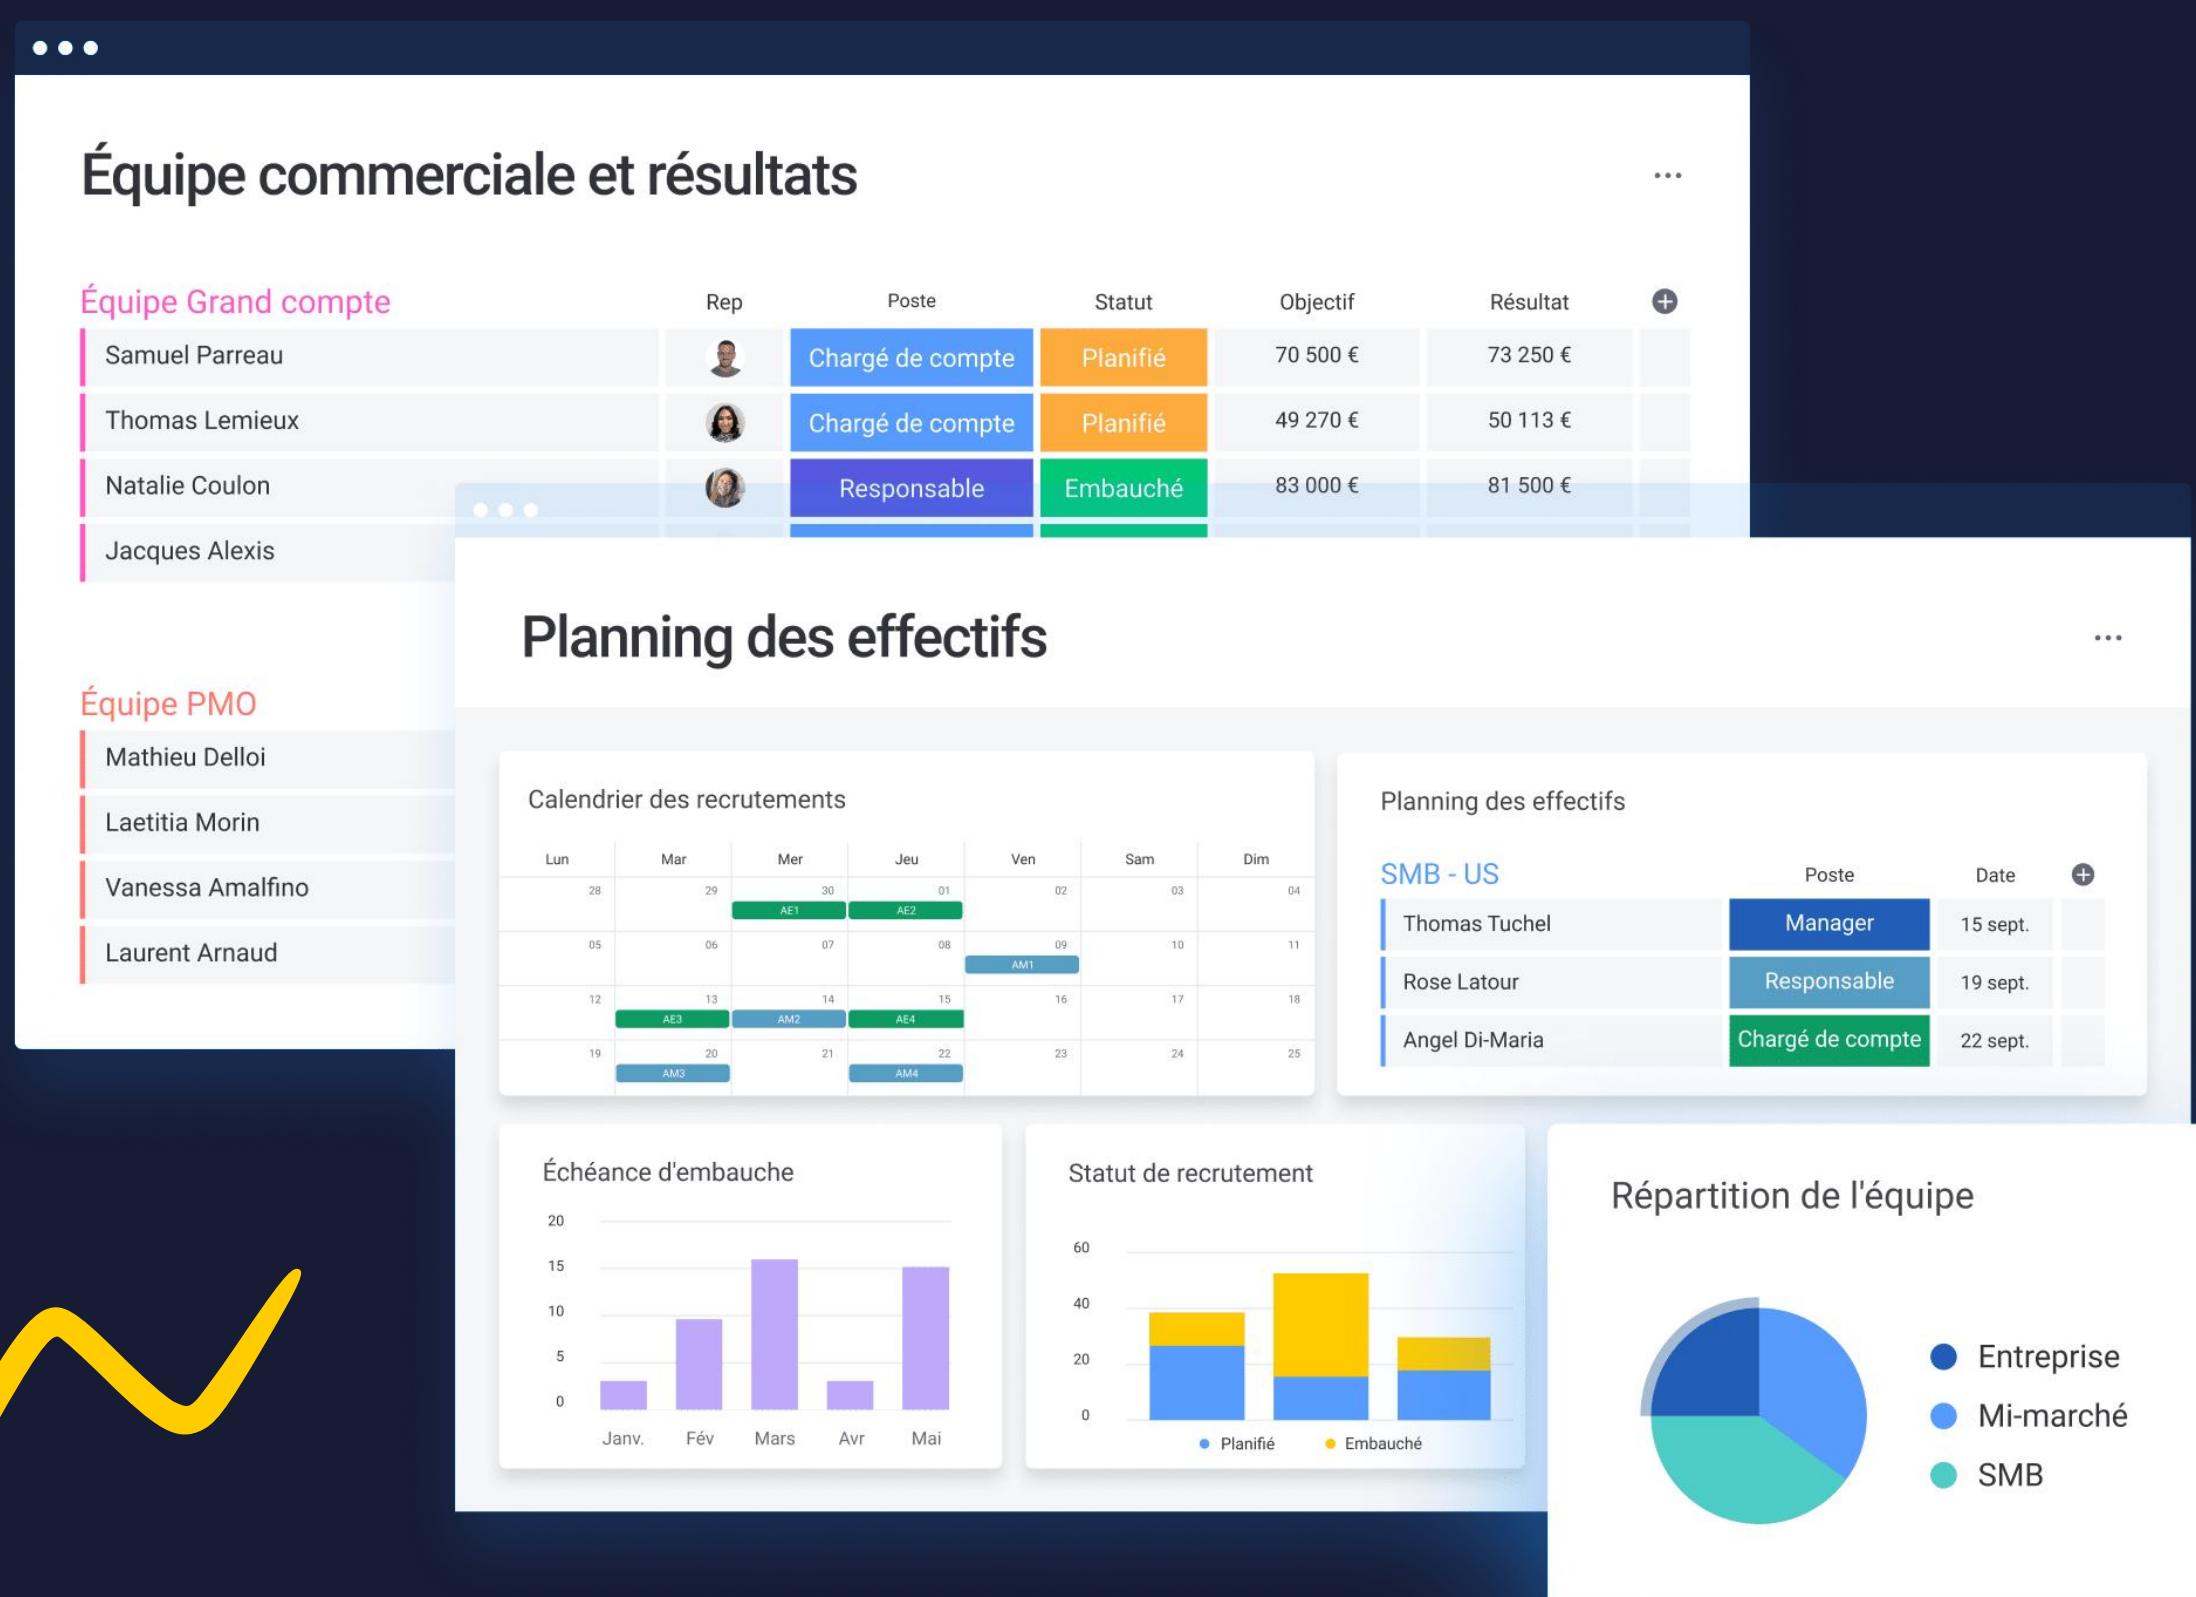 Équipe commerciale et résultats
Équipe Grand compte Rep Poste Statut Objectif Résultat
Samuel Parreau Chargé de compte Planifié 70 500 € 73 250 €
Thomas Lemieux Chargé de compte Planifié 49 270 € 50 113 €
Natalie Coulon Responsable Embauché 83 000 € 81 500 €
Jacques Alexis
Équipe PMO
Mathieu Delloi
Laetitia Morin
Vanessa Amalfino
Laurent Arnaud
Planning des effectifs
Calendrier des recrutements
Lun Mar Mer Jeu Ven Sam Dim
28 29 30 01 02 03 04
AE1 AE2
05 06 07 08 09 10 11
AM1
12 13 14 15 16 17 18
AE3 AM2 AE4
19 20 21 22 23 24 25
AM3 AM4
Planning des effectifs
SMB - US Poste Date
Thomas Tuchel Manager 15 sept.
Rose Latour Responsable 19 sept.
Angel Di-Maria Chargé de compte 22 sept.
Échéance d'embauche
20
15
10
5
0
Janv. Fév Mars Avr Mai
Statut de recrutement
60
40
20
0
Planifié Embauché
Répartition de l'équipe
Entreprise
Mi-marché
SMB